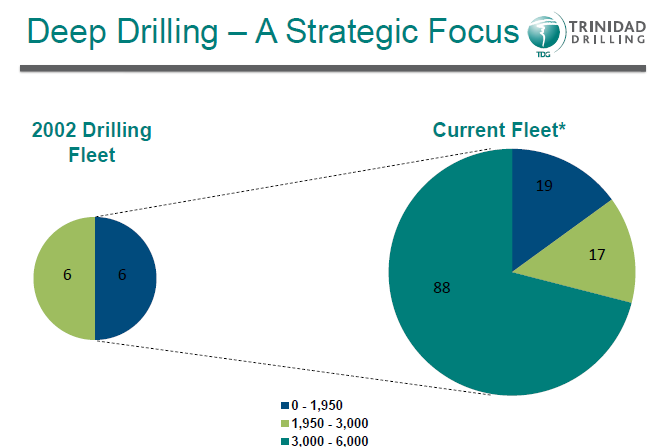 Deep Drilling – A Strategic Focus
TRINIDAD
DRILLING
TDG
2002 Drilling
Fleet
Current Fleet*
6
6
19
17
88
0 - 1,950
1,950 - 3,000
3,000 - 6,000